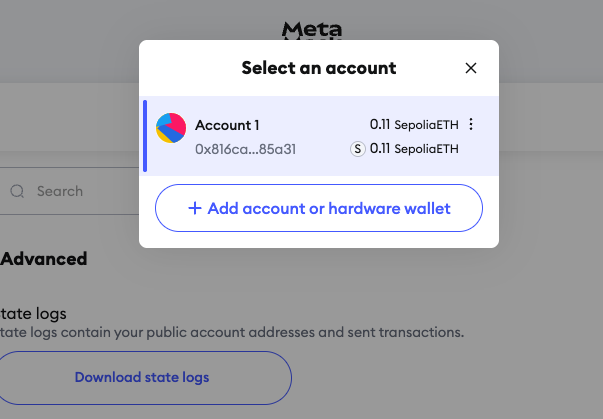 Meta
Select an account
Account 1
0.11 SepoliaETH
0x816ca...85a31
S 0.11 SepoliaETH
Search
+ Add account or hardware wallet
Advanced
tate logs
tate logs contain your public account addresses and sent transactions.
Download state logs